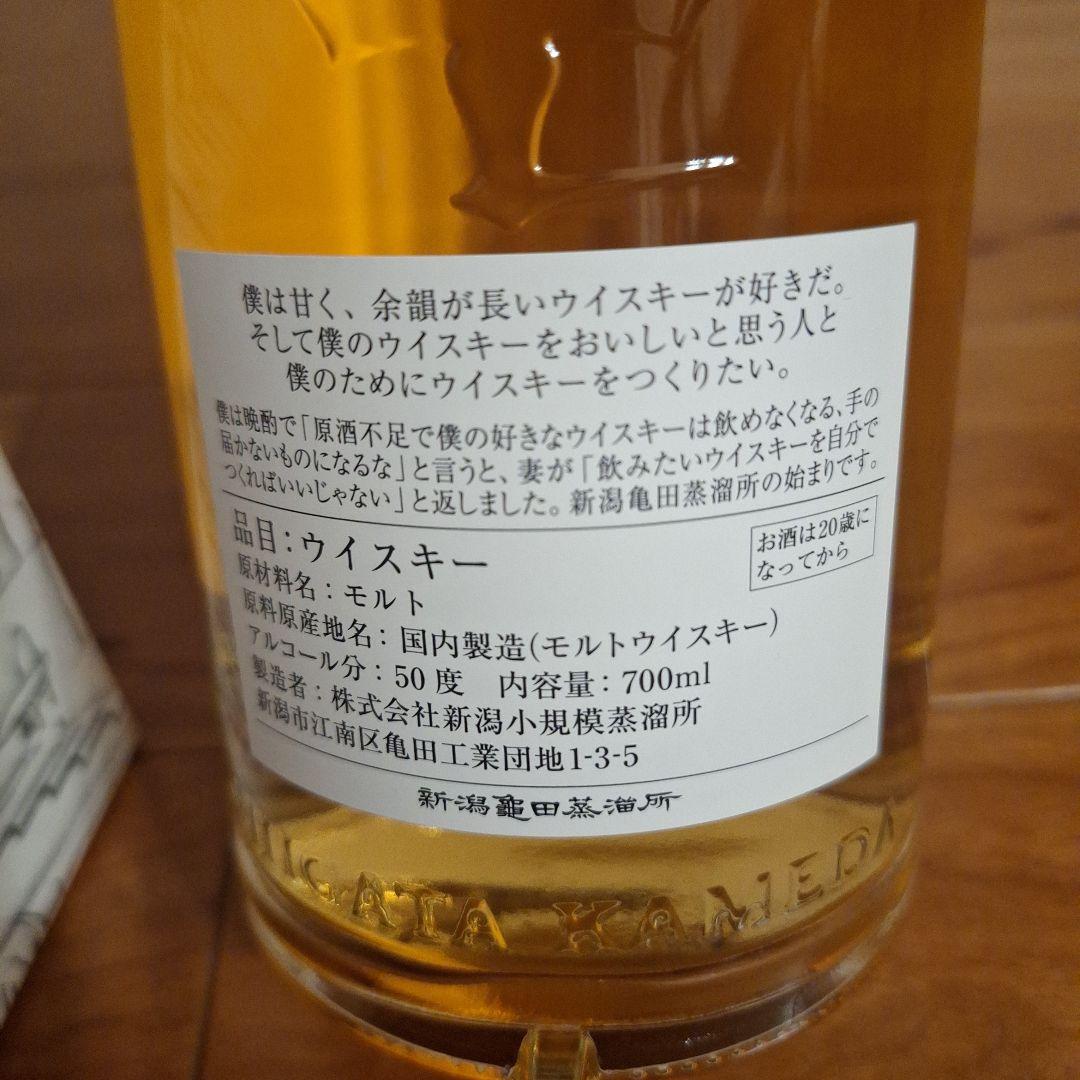 僕は甘く、余韻が長いウイスキーが好きだ。
そして僕のウイスキーをおいしいと思う人と
僕のためにウイスキーをつくりたい。
僕は晩酌で「原酒不足で僕の好きなウイスキーは飲めなくなる、手の
届かないものになるな」と言うと、妻が「飲みたいウイスキーを自分で
つくればいいじゃない」と返しました。新潟亀田蒸溜所の始まりです。
品目：ウイスキー
お酒は20歳に
なってから
原材料名：モルト
原料原産地名：国内製造(モルトウイスキー)
アルコール分：50度　内容量：700ml
製造者：株式会社新潟小規模蒸溜所
新潟市江南区亀田工業団地1-3-5
新潟龜田蒸溜所
IIGATA KAMEDA